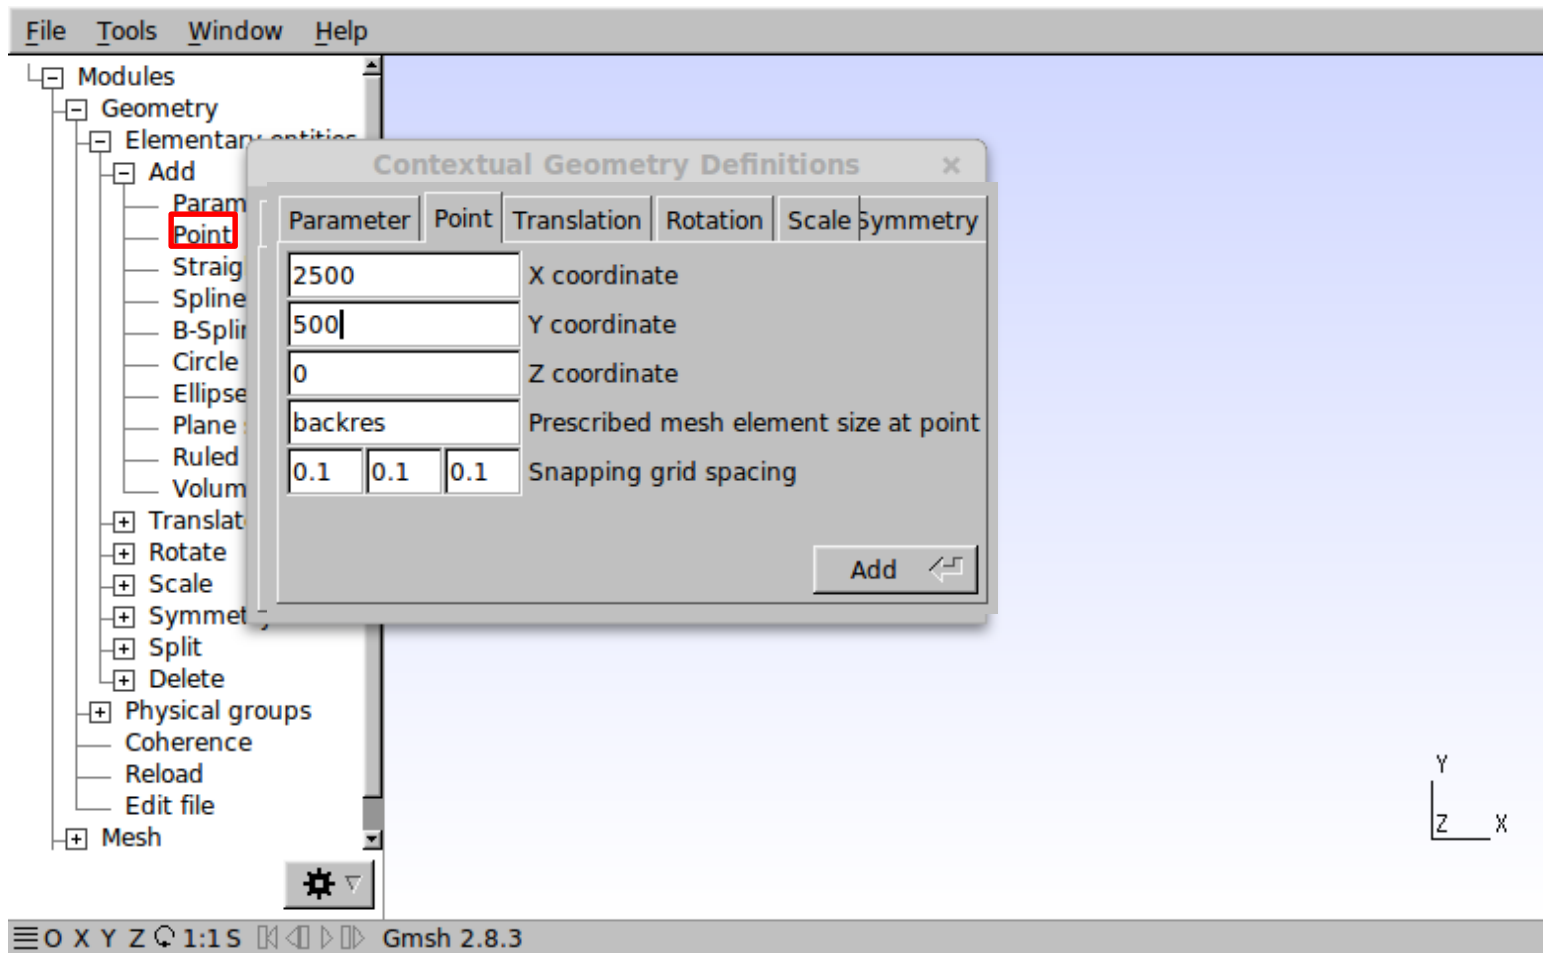 File Tools Window Help
Modules
Geometry
Elementary entities
Add
Param
Point
Straig
Spline
B-Splin
Circle
Ellipse
Plane
Ruled
Volum
Translat
Rotate
Scale
Symmet
Split
Delete
Physical groups
Coherence
Reload
Edit file
Mesh
Contextual Geometry Definitions ×
Parameter Point Translation Rotation Scale Symmetry
2500 X coordinate
500 Y coordinate
0 Z coordinate
backres Prescribed mesh element size at point
0.1 0.1 0.1 Snapping grid spacing
Add
Y
Z X
O X Y Z 1:1 S Gmsh 2.8.3